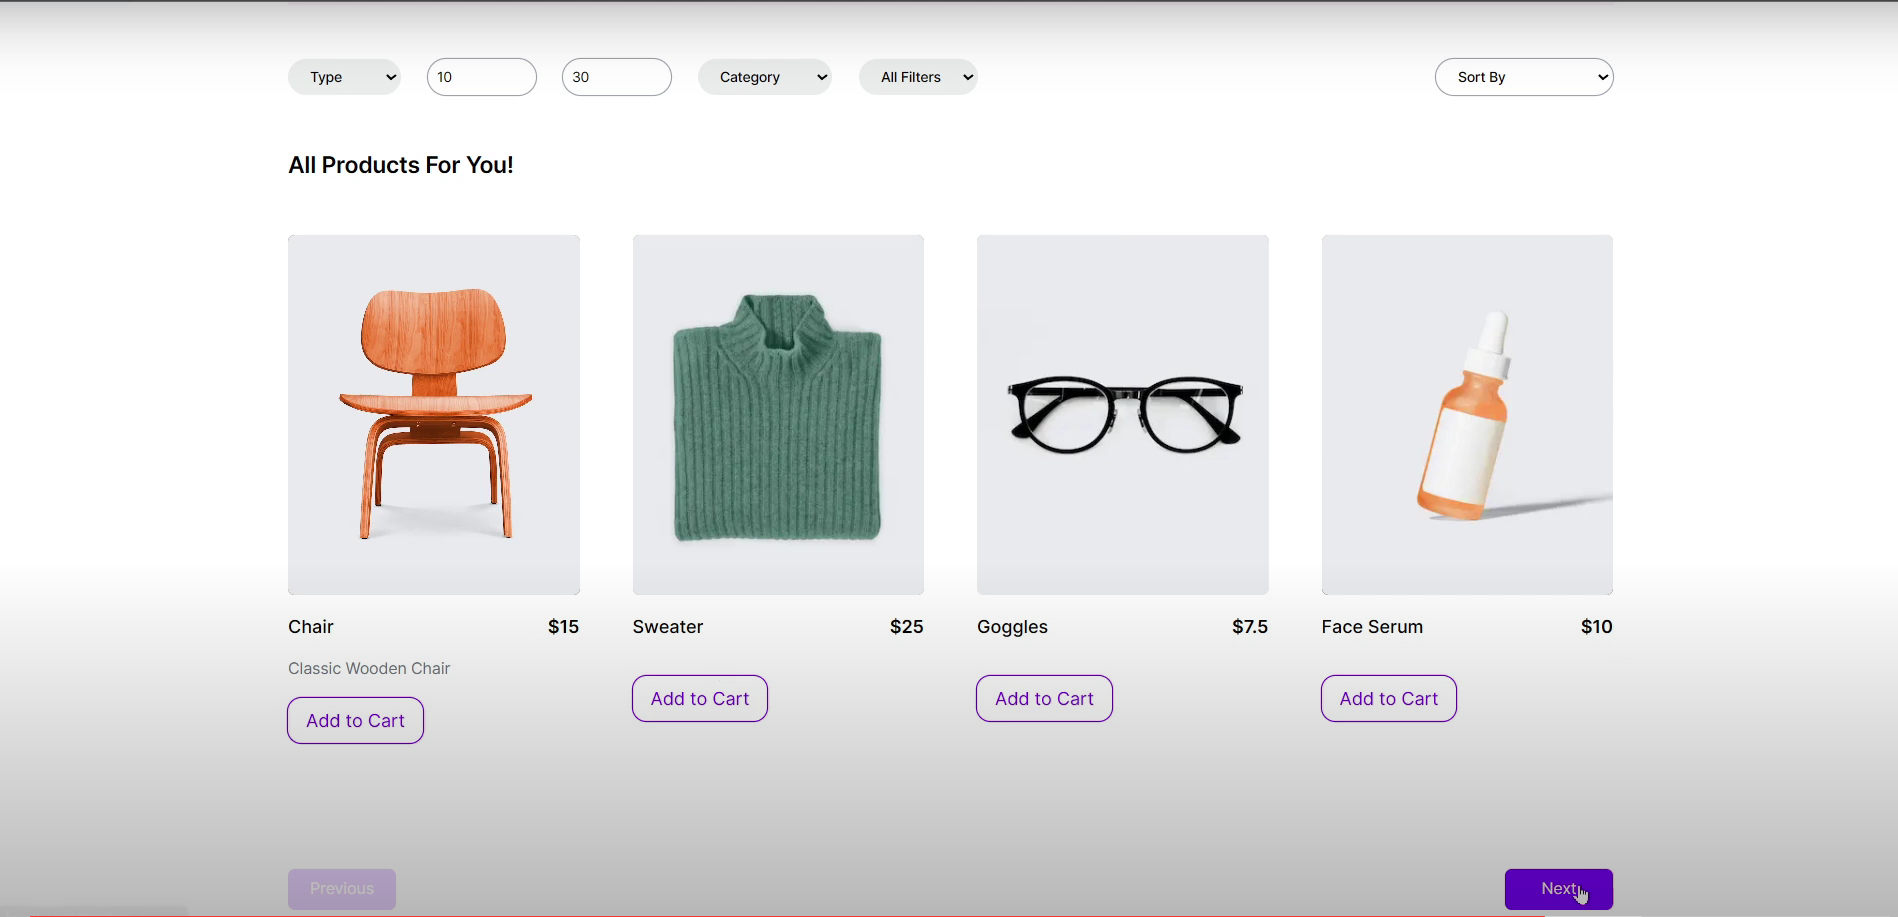 Type
10
30
Category
All Filters
Sort By
All Products For You!
Chair $15
Sweater $25
Goggles $7.5
Face Serum $10
Classic Wooden Chair
Add to Cart
Add to Cart
Add to Cart
Add to Cart
Previous
Next